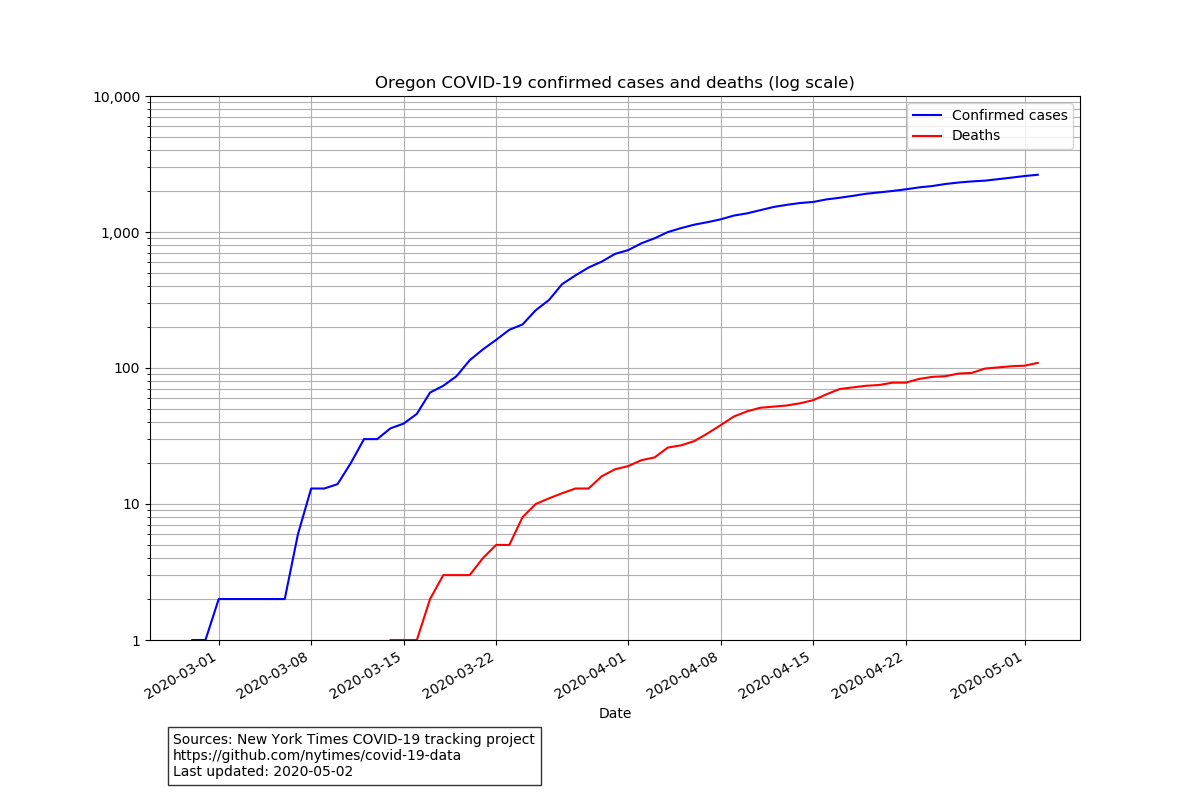 Oregon COVID-19 confirmed cases and deaths (log scale)
10,000
1,000
100
10
1
Confirmed cases
Deaths
2020-03-01
2020-03-08
2020-03-15
2020-03-22
2020-04-01
2020-04-08
2020-04-15
2020-04-22
2020-05-01
Date
Sources: New York Times COVID-19 tracking project
https://github.com/nytimes/covid-19-data
Last updated: 2020-05-02